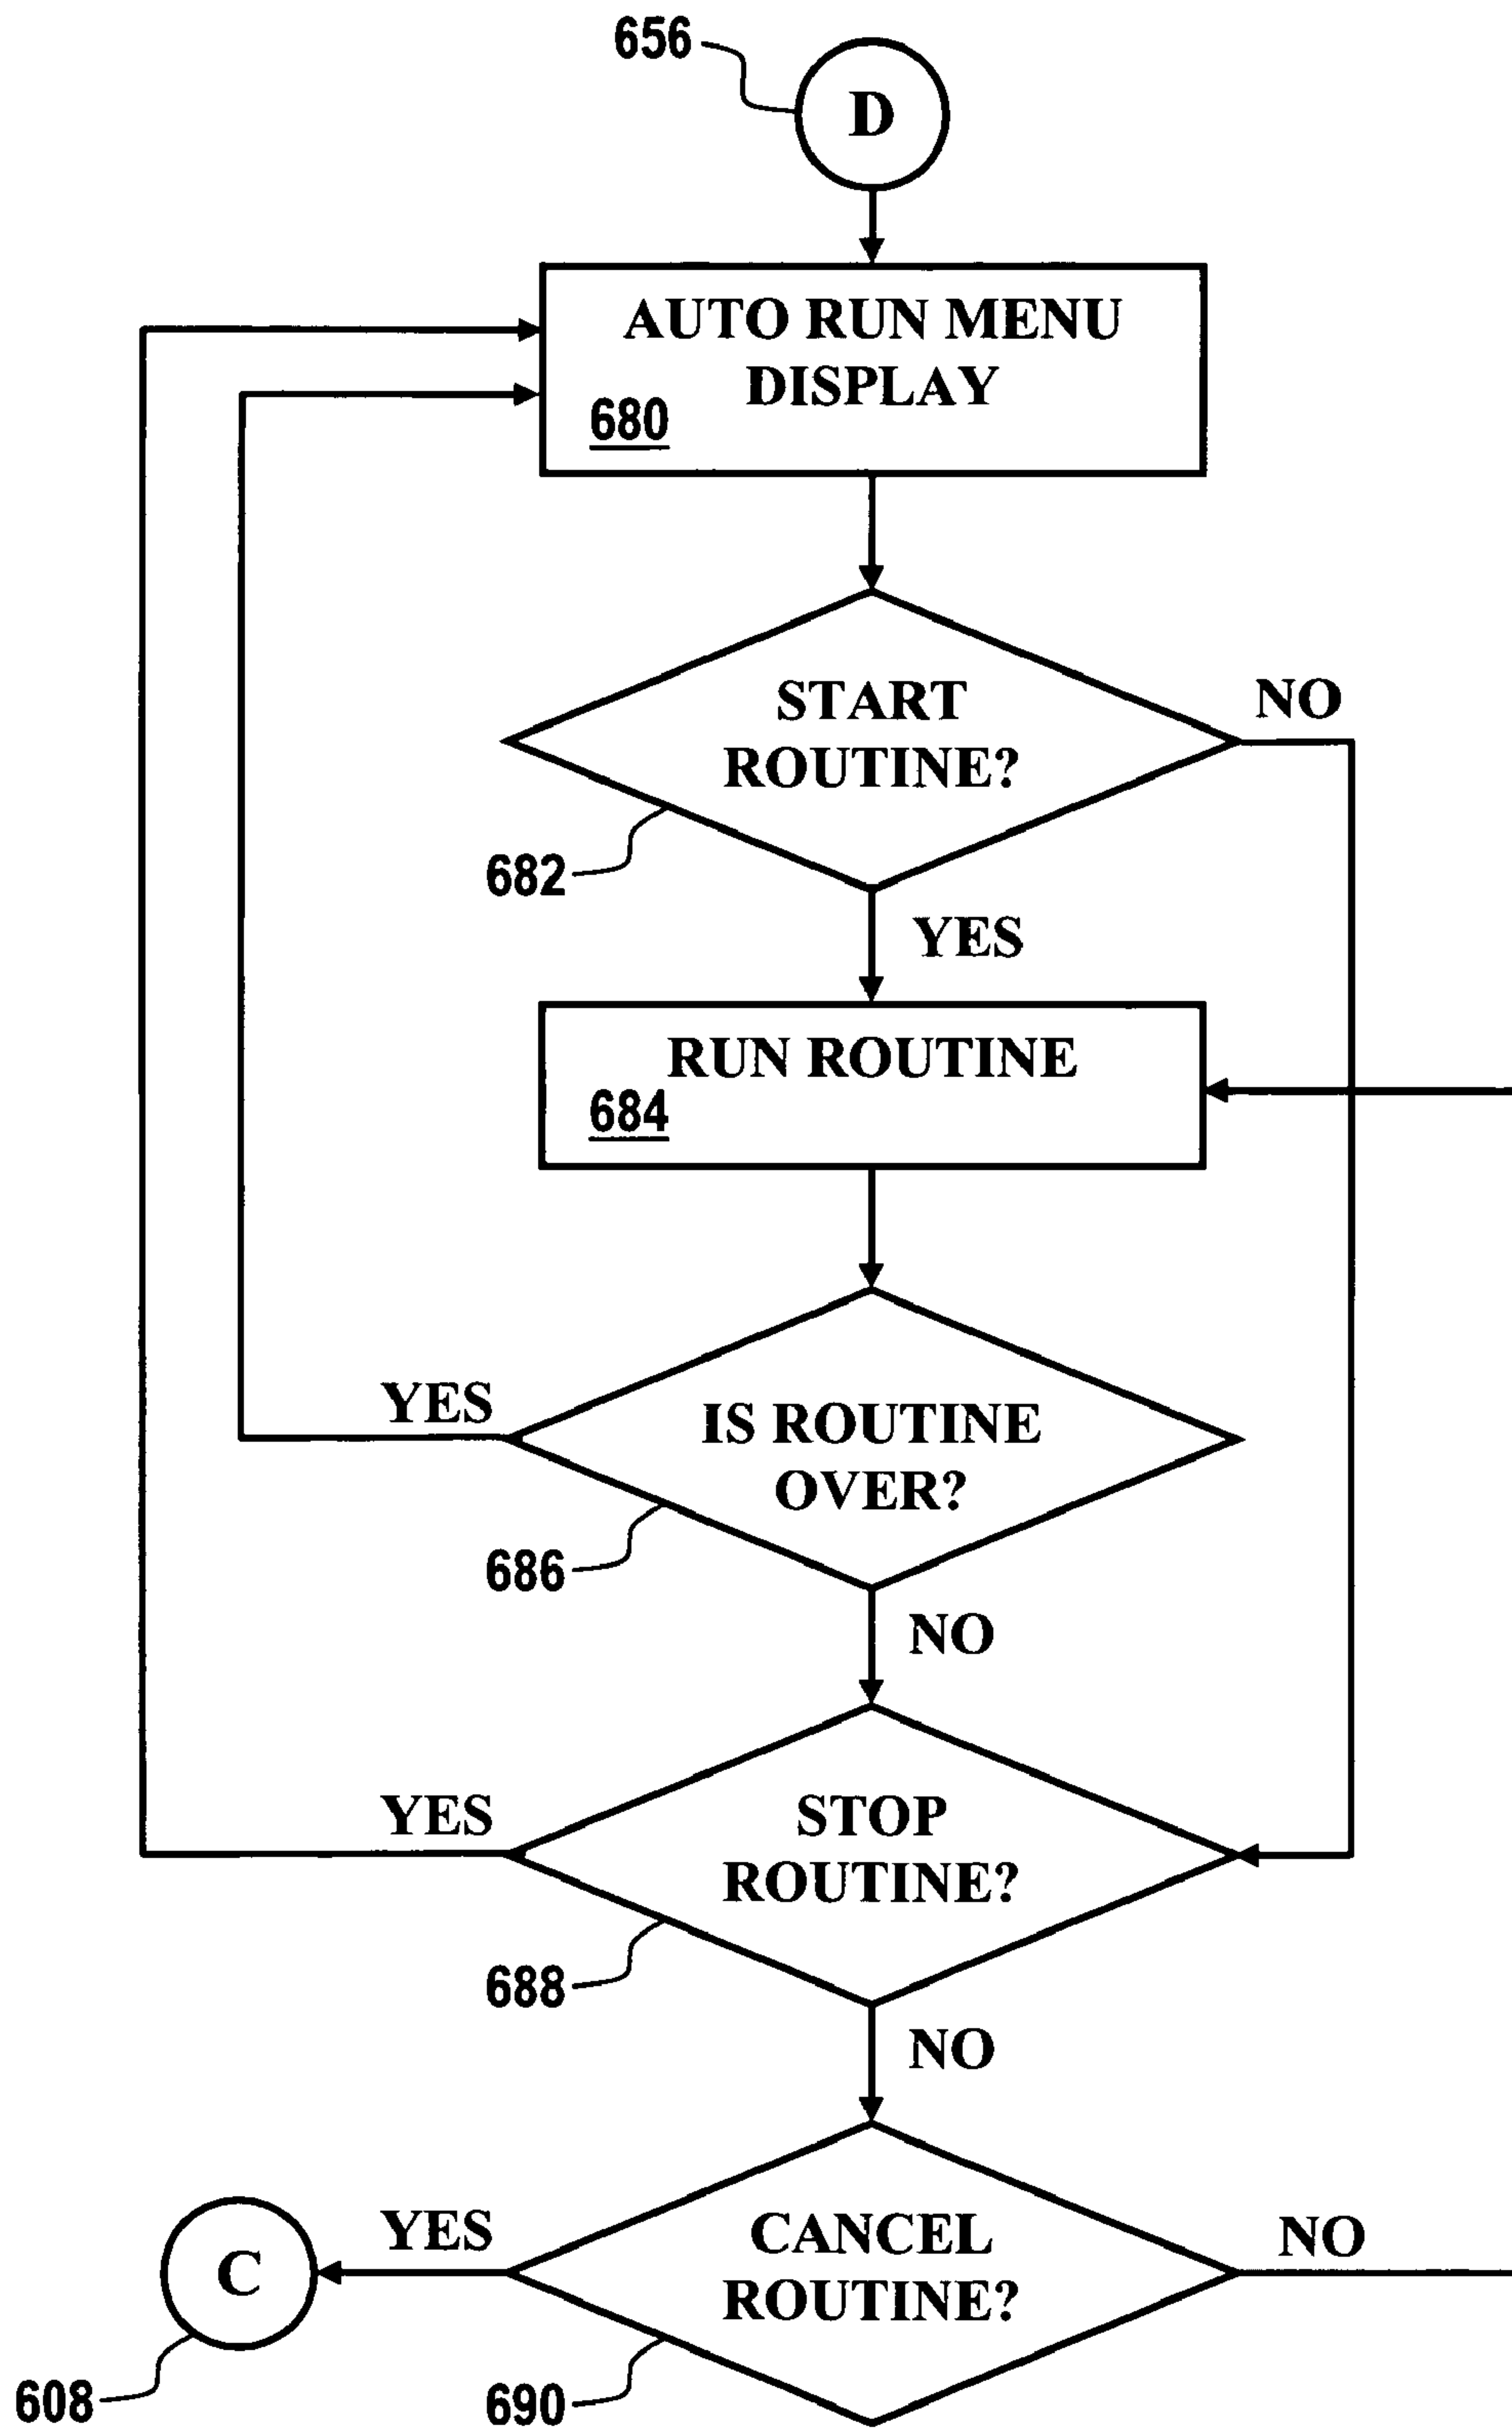 656
D
AUTO RUN MENU
DISPLAY
680
START
ROUTINE?
NO
682
YES
RUN ROUTINE
684
YES
IS ROUTINE
OVER?
686
NO
YES
STOP
ROUTINE?
688
NO
C
YES
CANCEL
ROUTINE?
NO
608
690